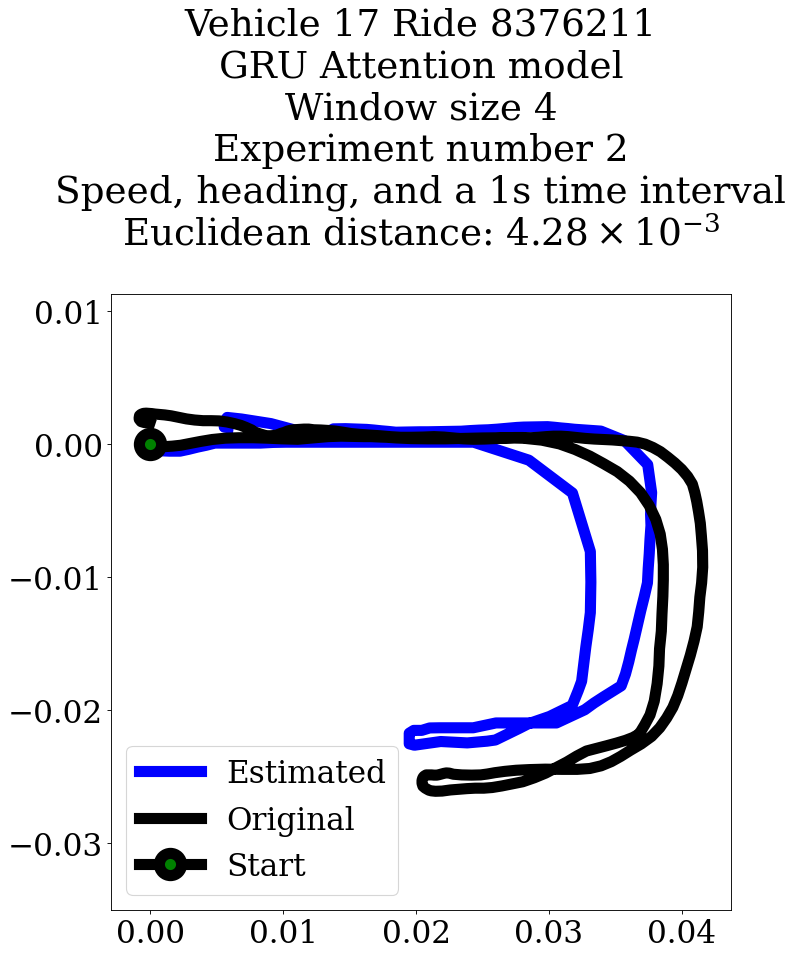 Vehicle 17 Ride 8376211
GRU Attention model
Window size 4
Experiment number 2
Speed, heading, and a 1s time interval
Euclidean distance: 4.28 × 10⁻³
0.01
0.00
−0.01
−0.02
−0.03
Estimated
Original
Start
0.00 0.01 0.02 0.03 0.04